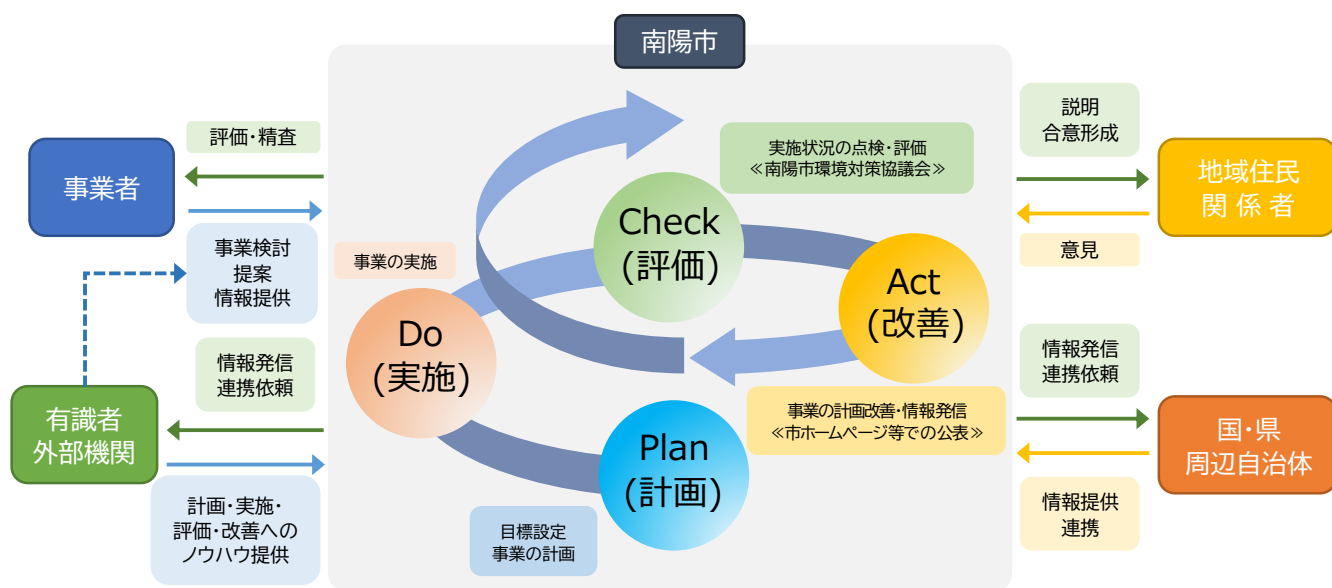 南陽市
評価・精査
事業者
事業検討
提案
情報提供
情報発信
連携依頼
有識者
外部機関
計画・実施・
評価・改善への
ノウハウ提供
実施状況の点検・評価
≪南陽市環境対策協議会≫
Check
(評価)
事業の実施
Do
(実施)
Act
(改善)
事業の計画改善・情報発信
≪市ホームページ等での公表≫
Plan
(計画)
目標設定
事業の計画
説明
合意形成
地域住民
関係者
意見
情報発信
連携依頼
国・県
周辺自治体
情報提供
連携